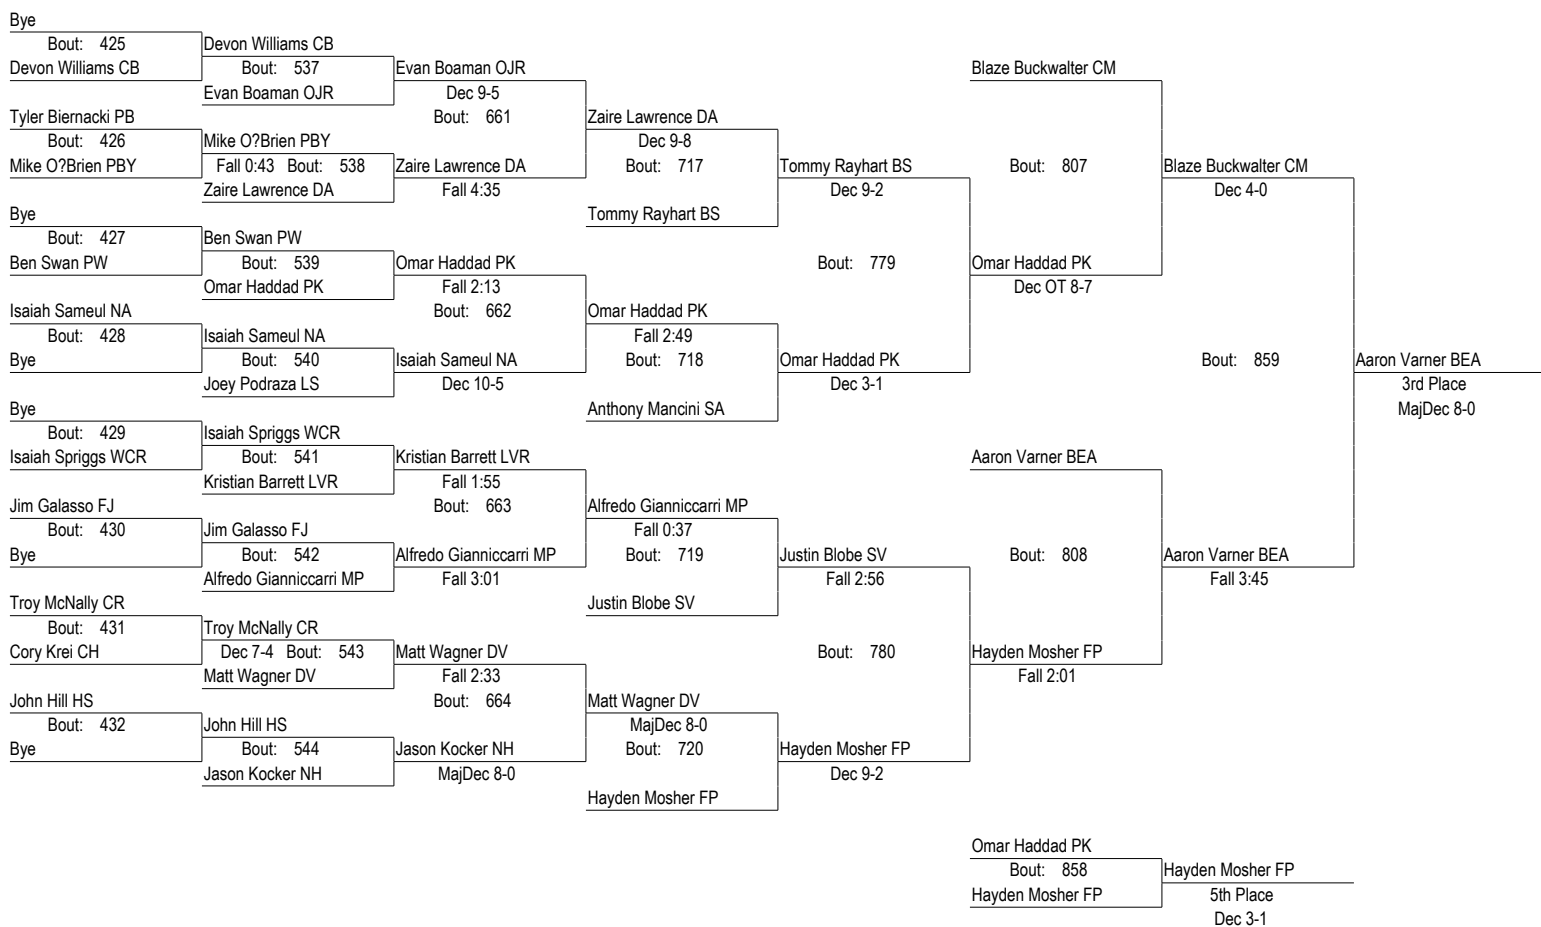 Bye
Bout: 425
Devon Williams CB
Tyler Biernacki PB
Bout: 426
Mike O?Brien PBY
Bye
Bout: 427
Ben Swan PW
Isaiah Sameul NA
Bout: 428
Bye
Bye
Bout: 429
Isaiah Spriggs WCR
Jim Galasso FJ
Bout: 430
Bye
Troy McNally CR
Bout: 431
Cory Krei CH
John Hill HS
Bout: 432
Bye
Devon Williams CB
Bout: 537
Evan Boaman OJR
Mike O?Brien PBY
Fall 0:43 Bout: 538
Zaire Lawrence DA
Ben Swan PW
Bout: 539
Omar Haddad PK
Isaiah Sameul NA
Bout: 540
Joey Podraza LS
Isaiah Spriggs WCR
Bout: 541
Kristian Barrett LVR
Jim Galasso FJ
Bout: 542
Alfredo Gianniccarri MP
Troy McNally CR
Dec 7-4 Bout: 543
Matt Wagner DV
John Hill HS
Bout: 544
Jason Kocker NH
Evan Boaman OJR
Dec 9-5
Bout: 661
Zaire Lawrence DA
Fall 4:35
Omar Haddad PK
Fall 2:13
Bout: 662
Isaiah Sameul NA
Dec 10-5
Kristian Barrett LVR
Fall 1:55
Bout: 663
Alfredo Gianniccarri MP
Fall 3:01
Matt Wagner DV
Fall 2:33
Bout: 664
Jason Kocker NH
MajDec 8-0
Zaire Lawrence DA
Dec 9-8
Bout: 717
Tommy Rayhart BS
Omar Haddad PK
Fall 2:49
Bout: 718
Anthony Mancini SA
Alfredo Gianniccarri MP
Fall 0:37
Bout: 719
Justin Blobe SV
Matt Wagner DV
MajDec 8-0
Bout: 720
Hayden Mosher FP
Tommy Rayhart BS
Dec 9-2
Bout: 779
Omar Haddad PK
Dec 3-1
Justin Blobe SV
Fall 2:56
Bout: 780
Hayden Mosher FP
Dec 9-2
Blaze Buckwalter CM
Bout: 807
Omar Haddad PK
Dec OT 8-7
Aaron Varner BEA
Bout: 808
Hayden Mosher FP
Fall 2:01
Blaze Buckwalter CM
Dec 4-0
Bout: 859
Aaron Varner BEA
Fall 3:45
Aaron Varner BEA
3rd Place
MajDec 8-0
Omar Haddad PK
Bout: 858
Hayden Mosher FP
Hayden Mosher FP
5th Place
Dec 3-1